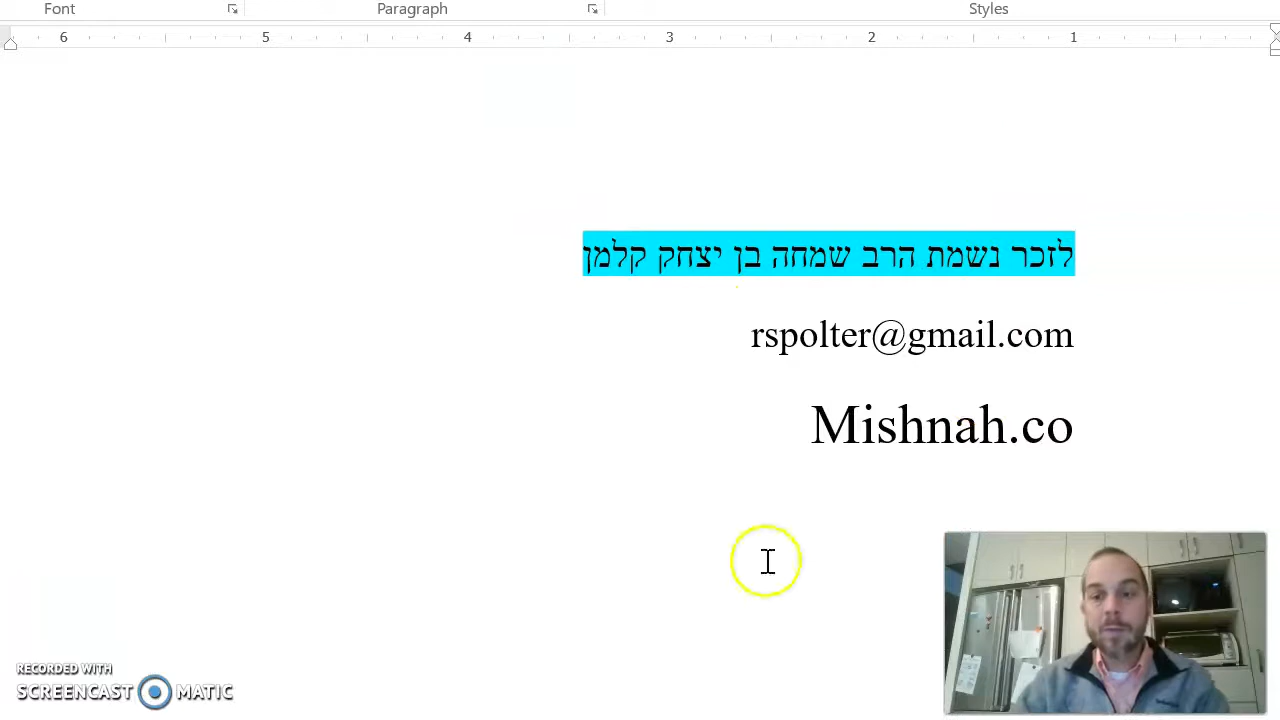 Font Paragraph Styles
6 5 4 3 2 1
לזכר נשמת הרב שמחה בן יצחק קלמן
rspolter@gmail.com
Mishnah.co
RECORDED WITH
SCREENCAST MATIC